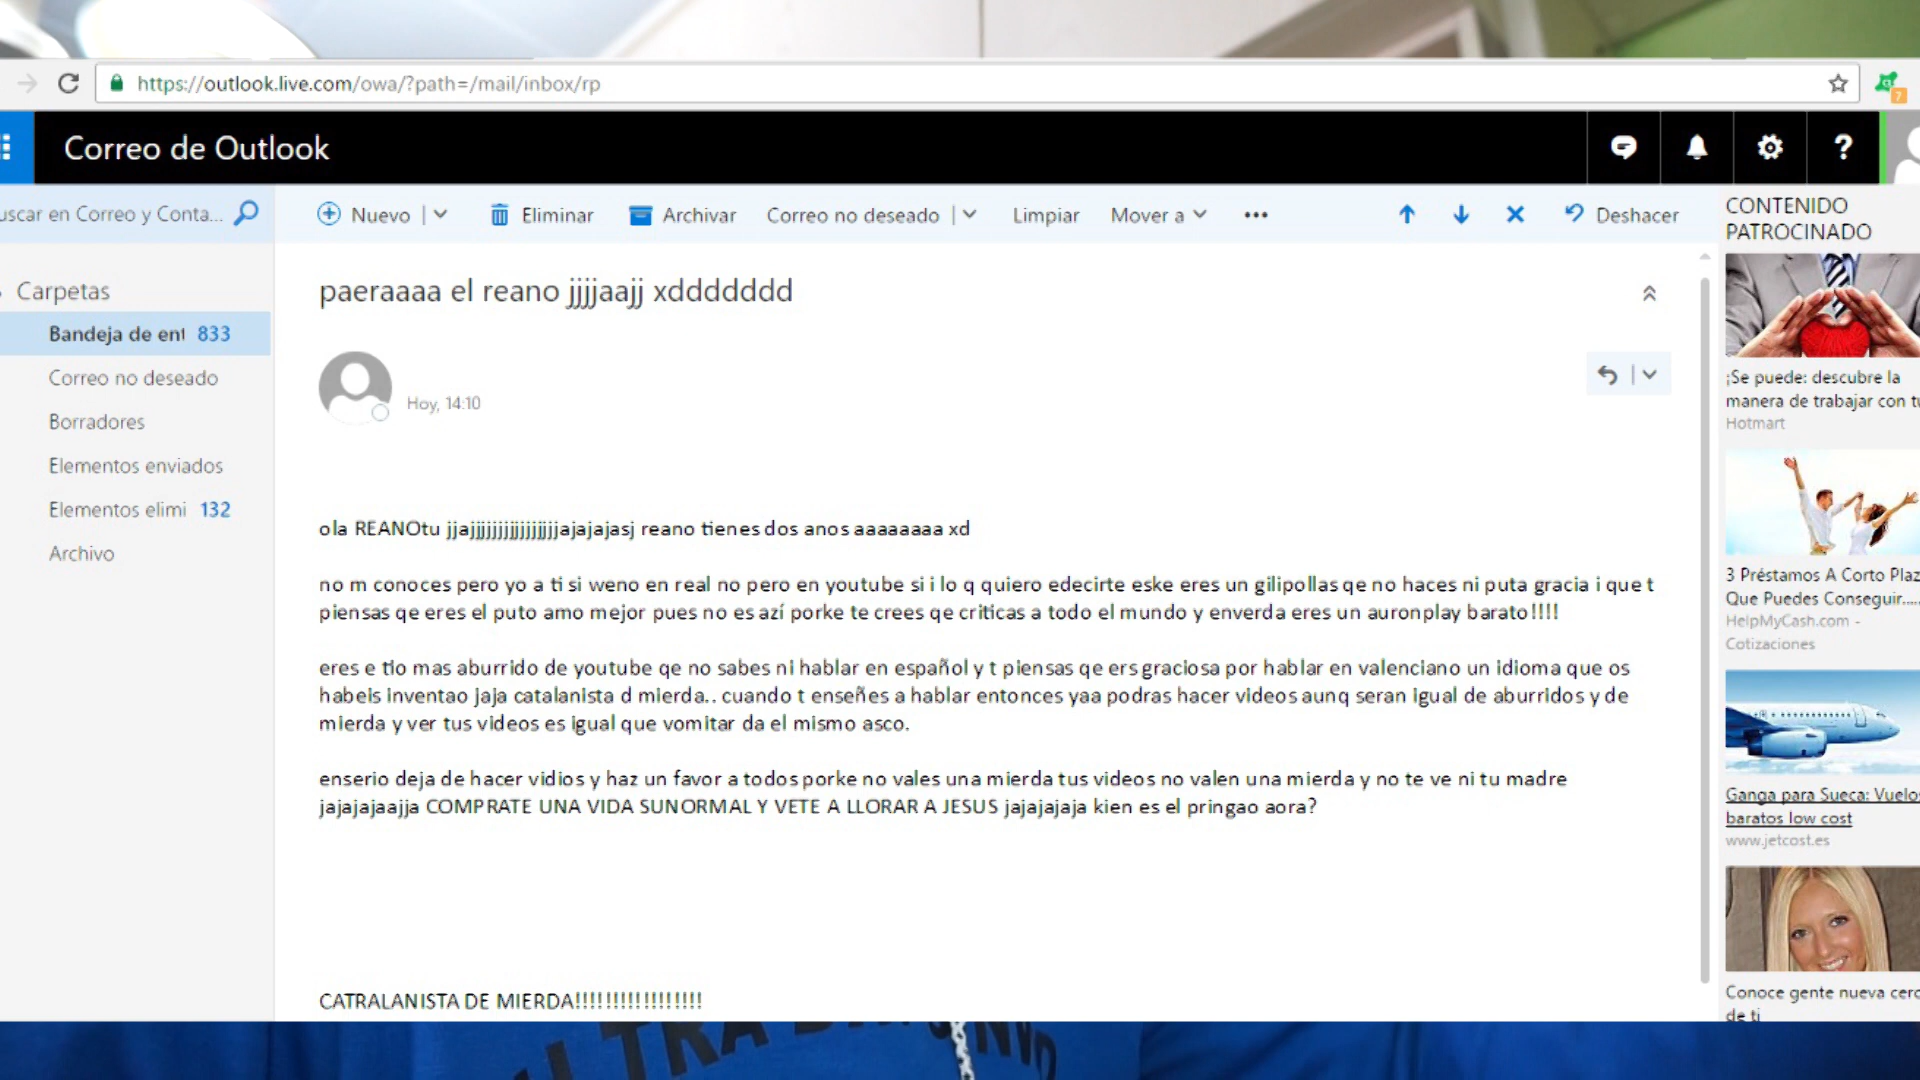 https://outlook.live.com/owa/?path=/mail/inbox/rp
Correo de Outlook
?
uscar en Correo y Conta...
Nuevo
Eliminar
Archivar
Correo no deseado
Limpiar
Mover a
Deshacer
Carpetas
Bandeja de ent 833
Correo no deseado
Borradores
Elementos enviados
Elementos elimi 132
Archivo
paeraaaa el reano jjjjaajj xddddddd
Hoy, 14:10
ola REANOtu jjajjjjjjjjjjjjjjjajajajasj reano tienes dos anos aaaaaaaa xd
no m conoces pero yo a ti si weno en real no pero en youtube si i lo q quiero edecirte eske eres un gilipollas qe no haces ni puta gracia i que t
piensas qe eres el puto amo mejor pues no es azí porke te crees qe criticas a todo el mundo y enverda eres un auronplay barato!!!!
eres e tio mas aburrido de youtube qe no sabes ni hablar en español y t piensas qe ers graciosa por hablar en valenciano un idioma que os
habeis inventao jaja catalanista d mierda.. cuando t enseñes a hablar entonces yaa podras hacer videos aunq seran igual de aburridos y de
mierda y ver tus videos es igual que vomitar da el mismo asco.
enserio deja de hacer vidios y haz un favor a todos porke no vales una mierda tus videos no valen una mierda y no te ve ni tu madre
jajajajaajja COMPRATE UNA VIDA SUNORMAL Y VETE A LLORAR A JESUS jajajajaja kien es el pringao aora?
CATRALANISTA DE MIERDA!!!!!!!!!!!!!!!!!
CONTENIDO
PATROCINADO
¡Se puede: descubre la
manera de trabajar con tu
Hotmart
3 Préstamos A Corto Plaz
Que Puedes Conseguir.....
HelpMyCash.com -
Cotizaciones
Ganga para Sueca: Vuelos
baratos low cost
www.jetcost.es
Conoce gente nueva cerc
de ti